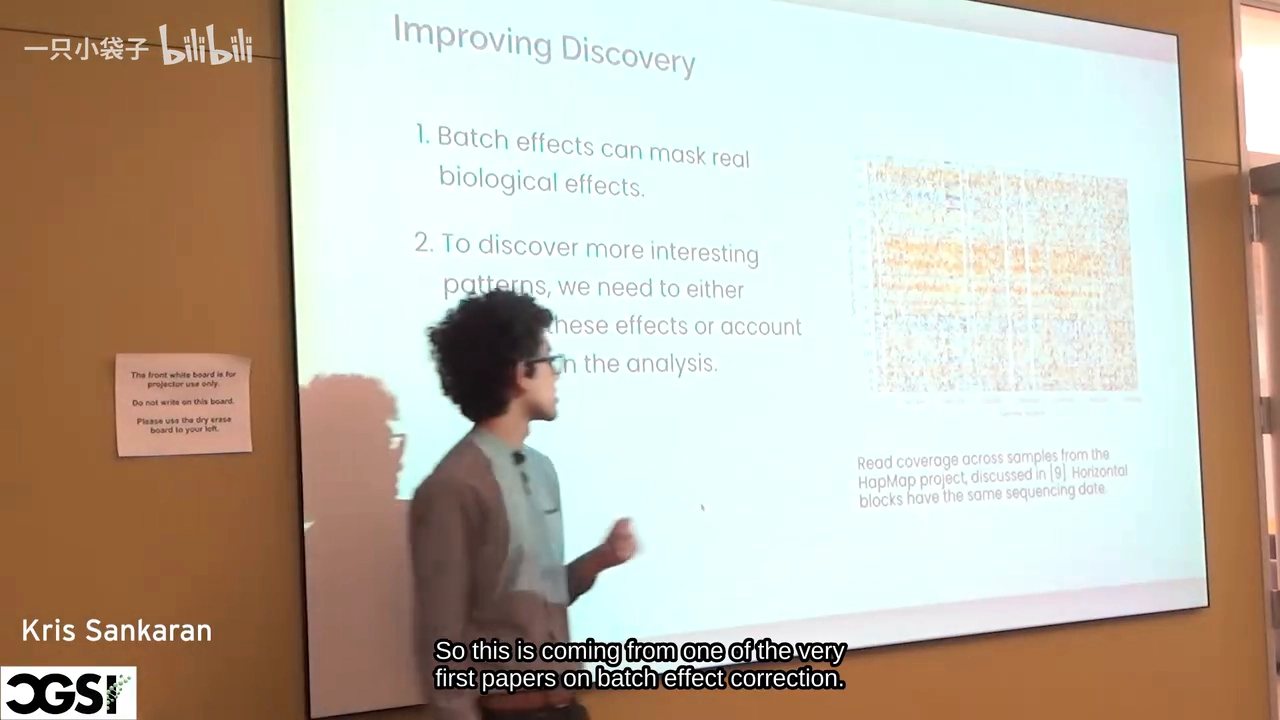 一只小袋子 bilibili
Improving Discovery
1. Batch effects can mask real
biological effects.
2. To discover more interesting
patterns, we need to either
these effects or account
n the analysis.
Read coverage across samples from the
HapMap project, discussed in [9]. Horizontal
blocks have the same sequencing date.
The front white board is for
projector use only.
Do not write on this board.
Please use the dry erase
board to your left.
Kris Sankaran
CGSI
So this is coming from one of the very
first papers on batch effect correction.